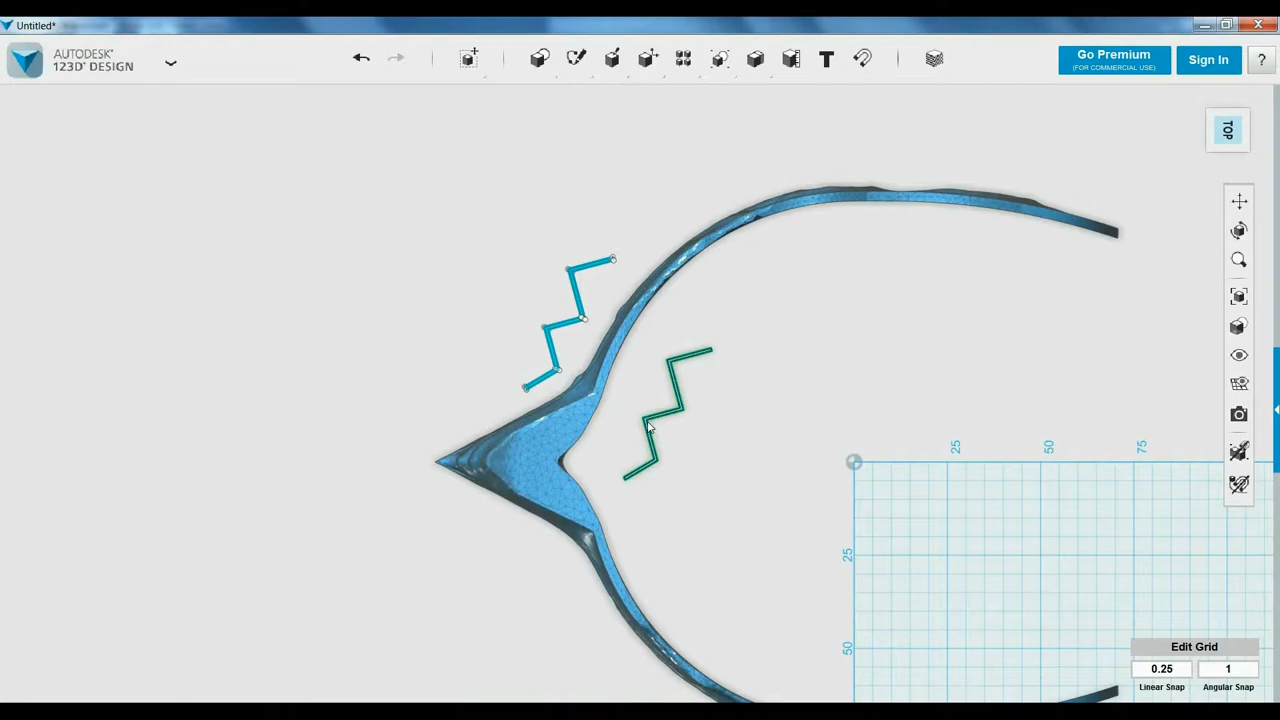 Untitled*
AUTODESK®
123D® DESIGN
T
Go Premium
(FOR COMMERCIAL USE)
Sign In
?
TOP
25
50
75
25
50
Edit Grid
0.25
1
Linear Snap
Angular Snap